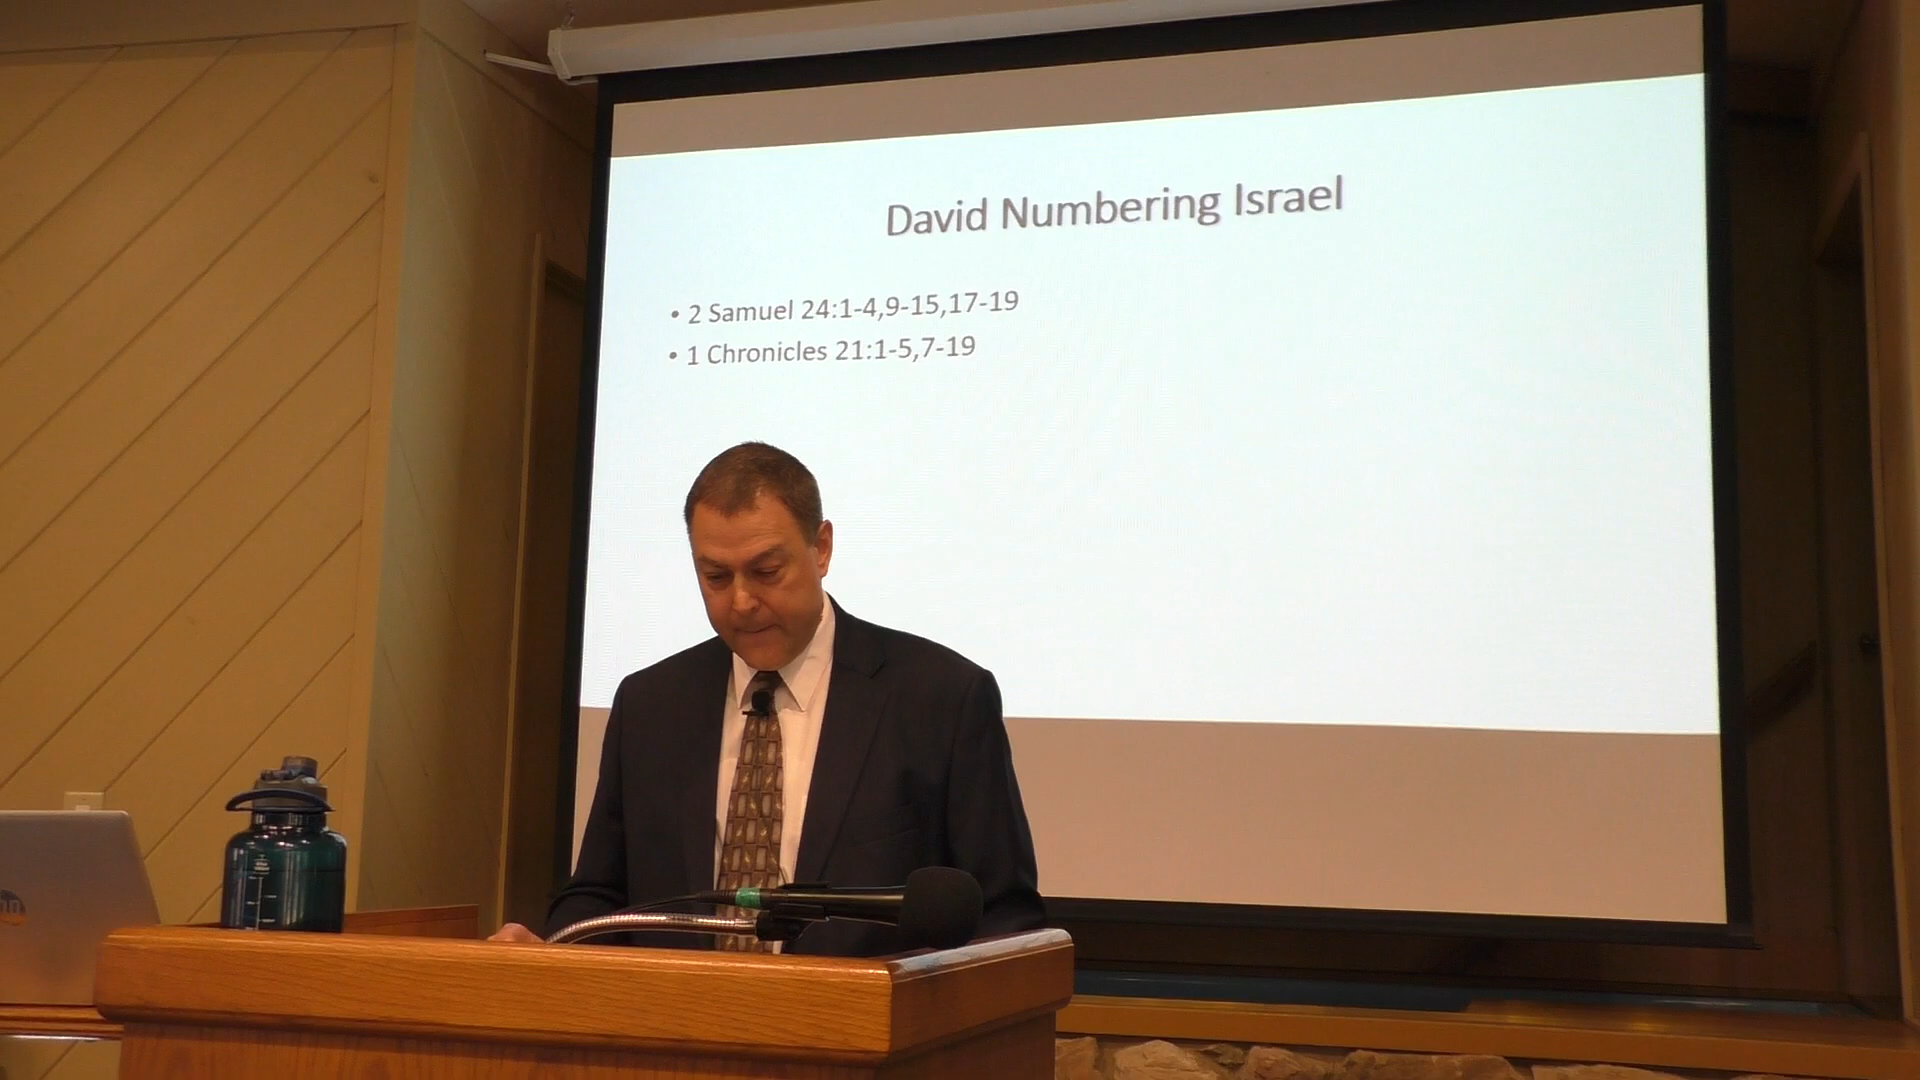 David Numbering Israel
• 2 Samuel 24:1-4,9-15,17-19
• 1 Chronicles 21:1-5,7-19